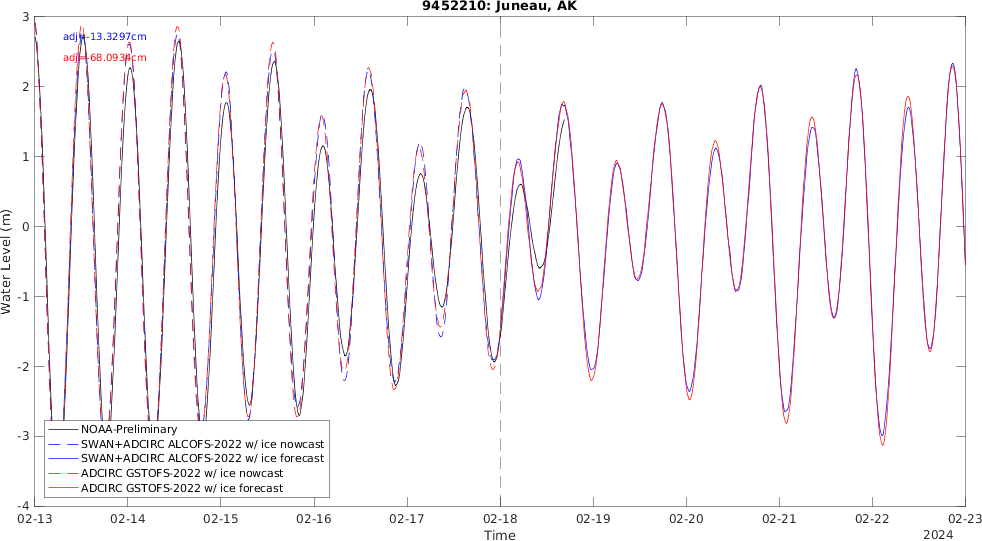 9452210: Juneau, AK
adj=-13.3297cm
adj=-68.0934cm
Water Level (m)
3
2
1
0
-1
-2
-3
-4
NOAA-Preliminary
SWAN+ADCIRC ALCOFS-2022 w/ ice nowcast
SWAN+ADCIRC ALCOFS-2022 w/ ice forecast
ADCIRC GSTOFS-2022 w/ ice nowcast
ADCIRC GSTOFS-2022 w/ ice forecast
02-13 02-14 02-15 02-16 02-17 02-18 02-19 02-20 02-21 02-22 02-23
Time
2024